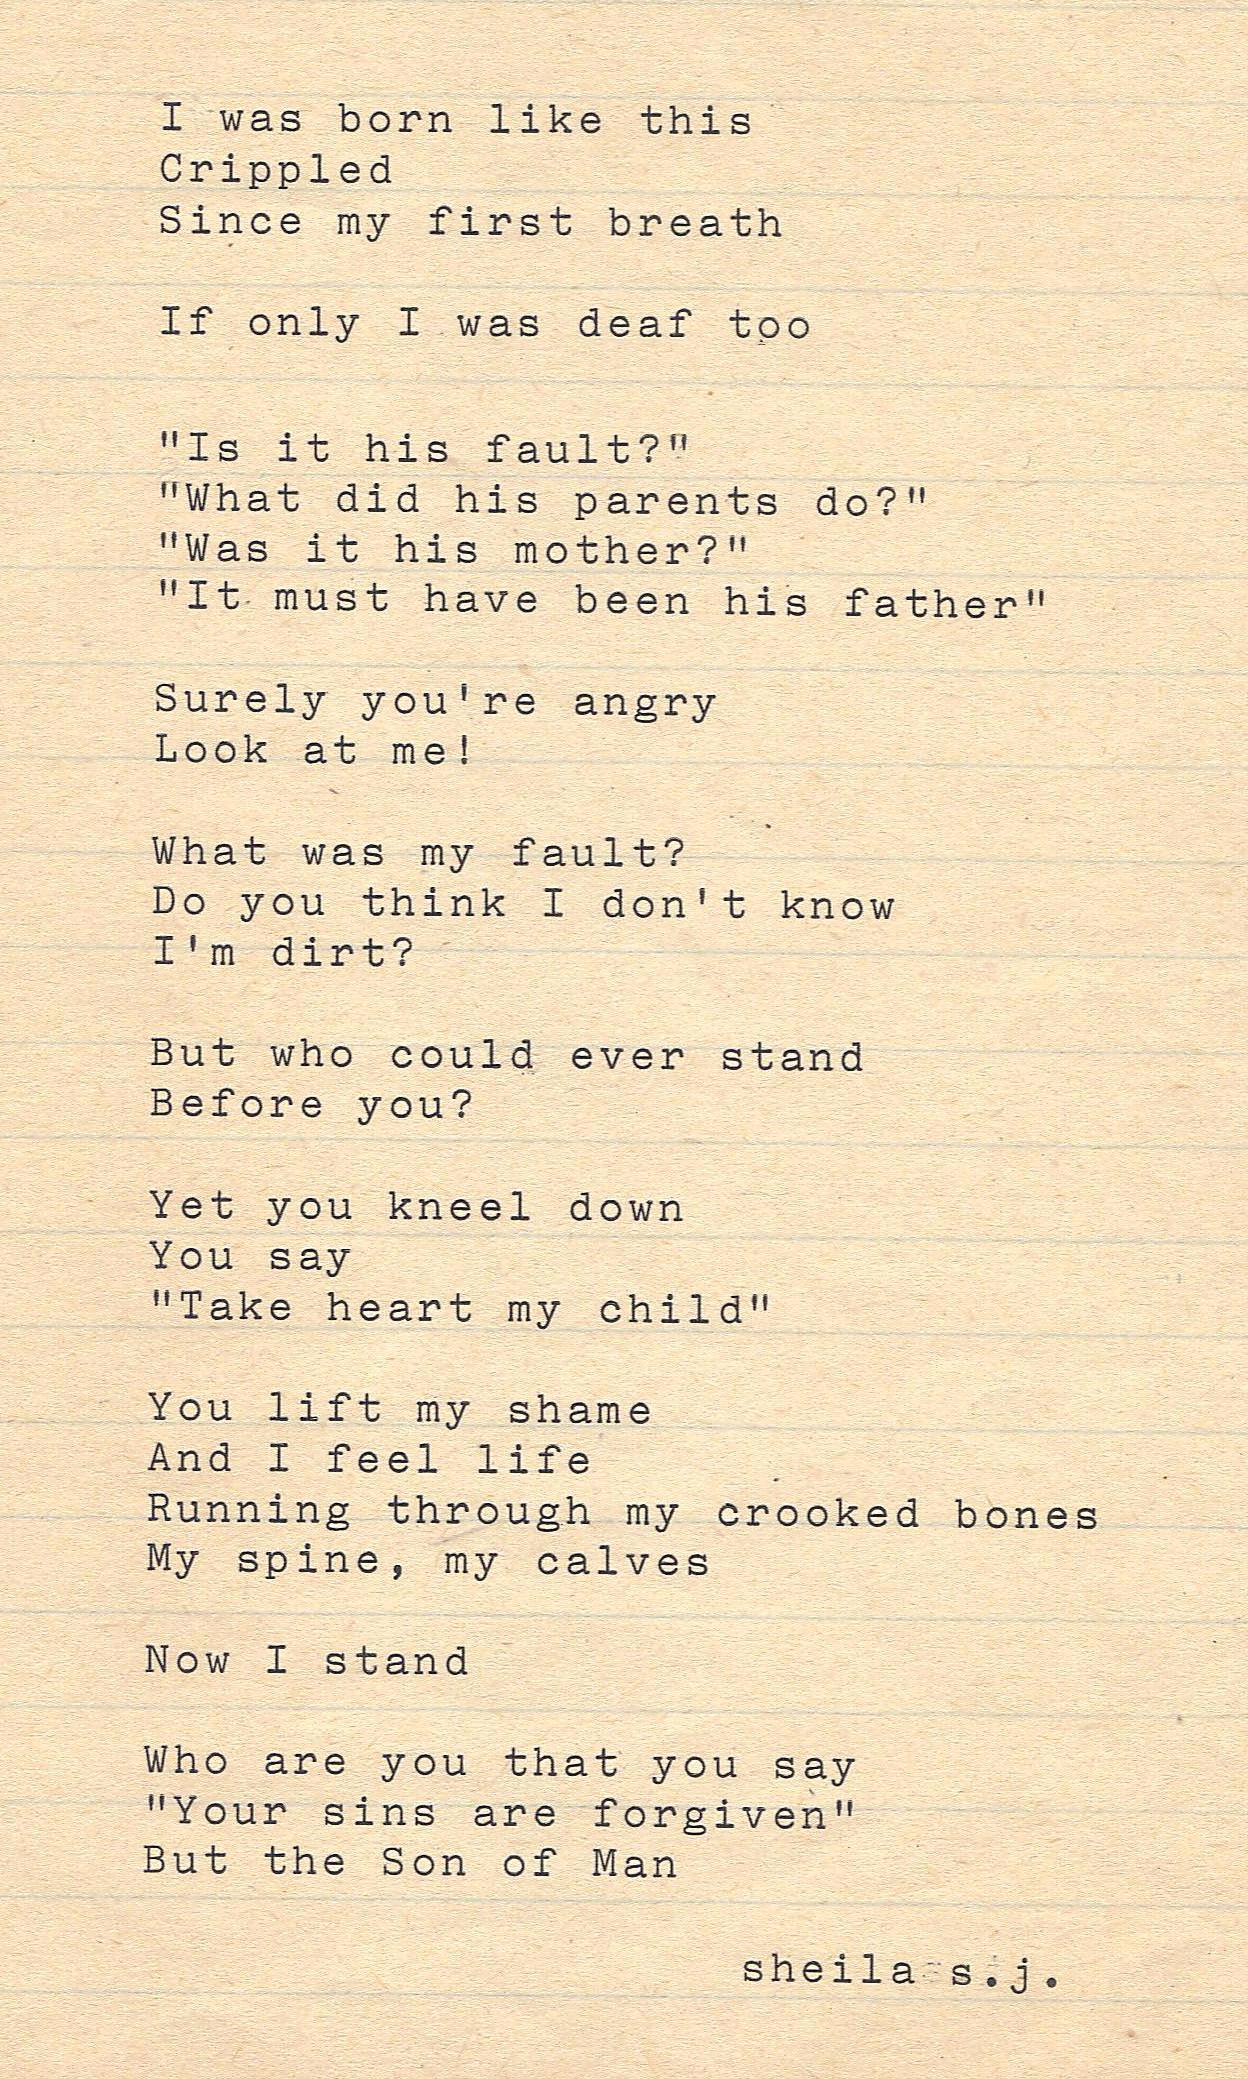 I was born like this
Crippled
Since my first breath
If only I was deaf too
"Is it his fault?"
"What did his parents do?"
"Was it his mother?"
"It must have been his father"
Surely you're angry
Look at me!
What was my fault?
Do you think I don't know
I'm dirt?
But who could ever stand
Before you?
Yet you kneel down
You say
"Take heart my child"
You lift my shame
And I feel life
Running through my crooked bones
My spine, my calves
Now I stand
Who are you that you say
"Your sins are forgiven"
But the Son of Man
sheila s.j.